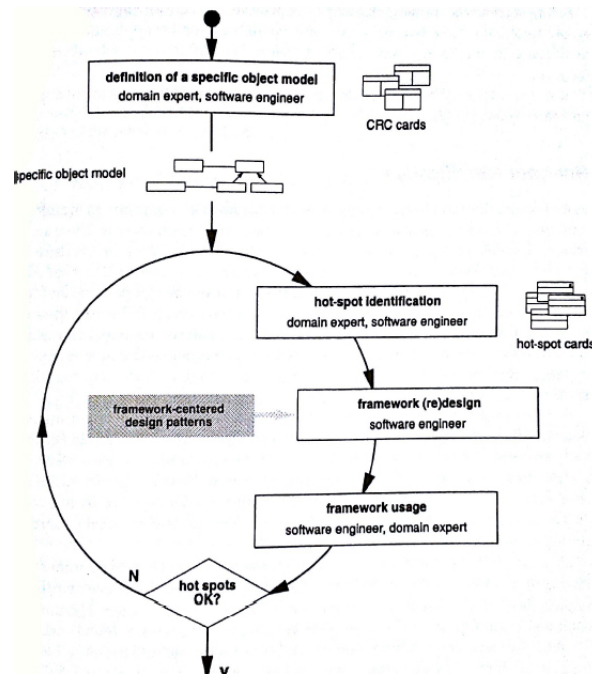 definition of a specific object model
domain expert, software engineer
CRC cards
specific object model
hot-spot identification
domain expert, software engineer
hot-spot cards
framework-centered
design patterns
framework (re)design
software engineer
framework usage
software engineer, domain expert
N
hot spots
OK?
Y